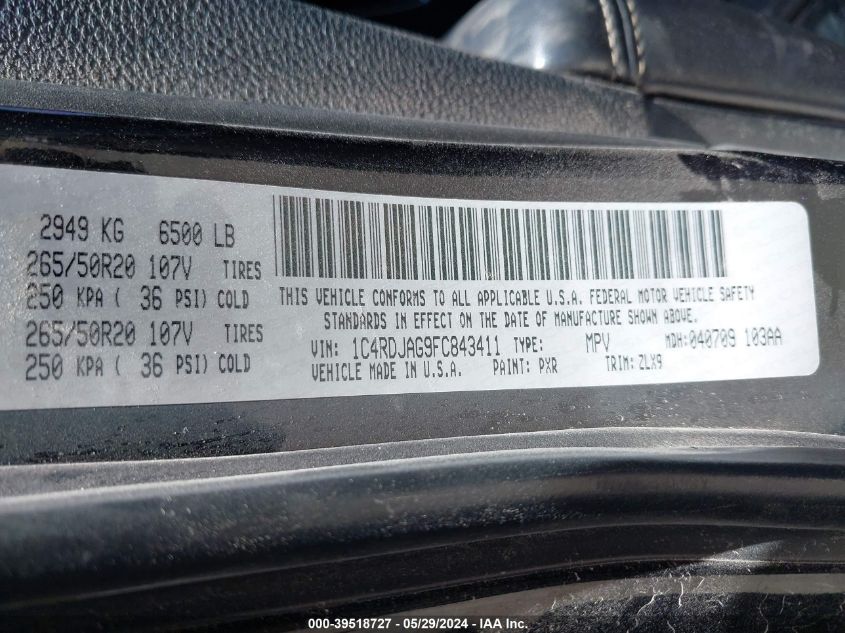 2949 KG 6500 LB
265/50R20 107V TIRES
250 KPA ( 36 PSI) COLD
265/50R20 107V TIRES
250 KPA ( 36 PSI) COLD
THIS VEHICLE CONFORMS TO ALL APPLICABLE U.S.A. FEDERAL MOTOR VEHICLE SAFETY
STANDARDS IN EFFECT ON THE DATE OF MANUFACTURE SHOWN ABOVE.
VIN: 1C4RDJAG9FC843411 TYPE: MPV MDH:040709 103AA
VEHICLE MADE IN U.S.A. PAINT: PXR TRIM: ZLX9
000-39518727 - 05/29/2024 - IAA Inc.